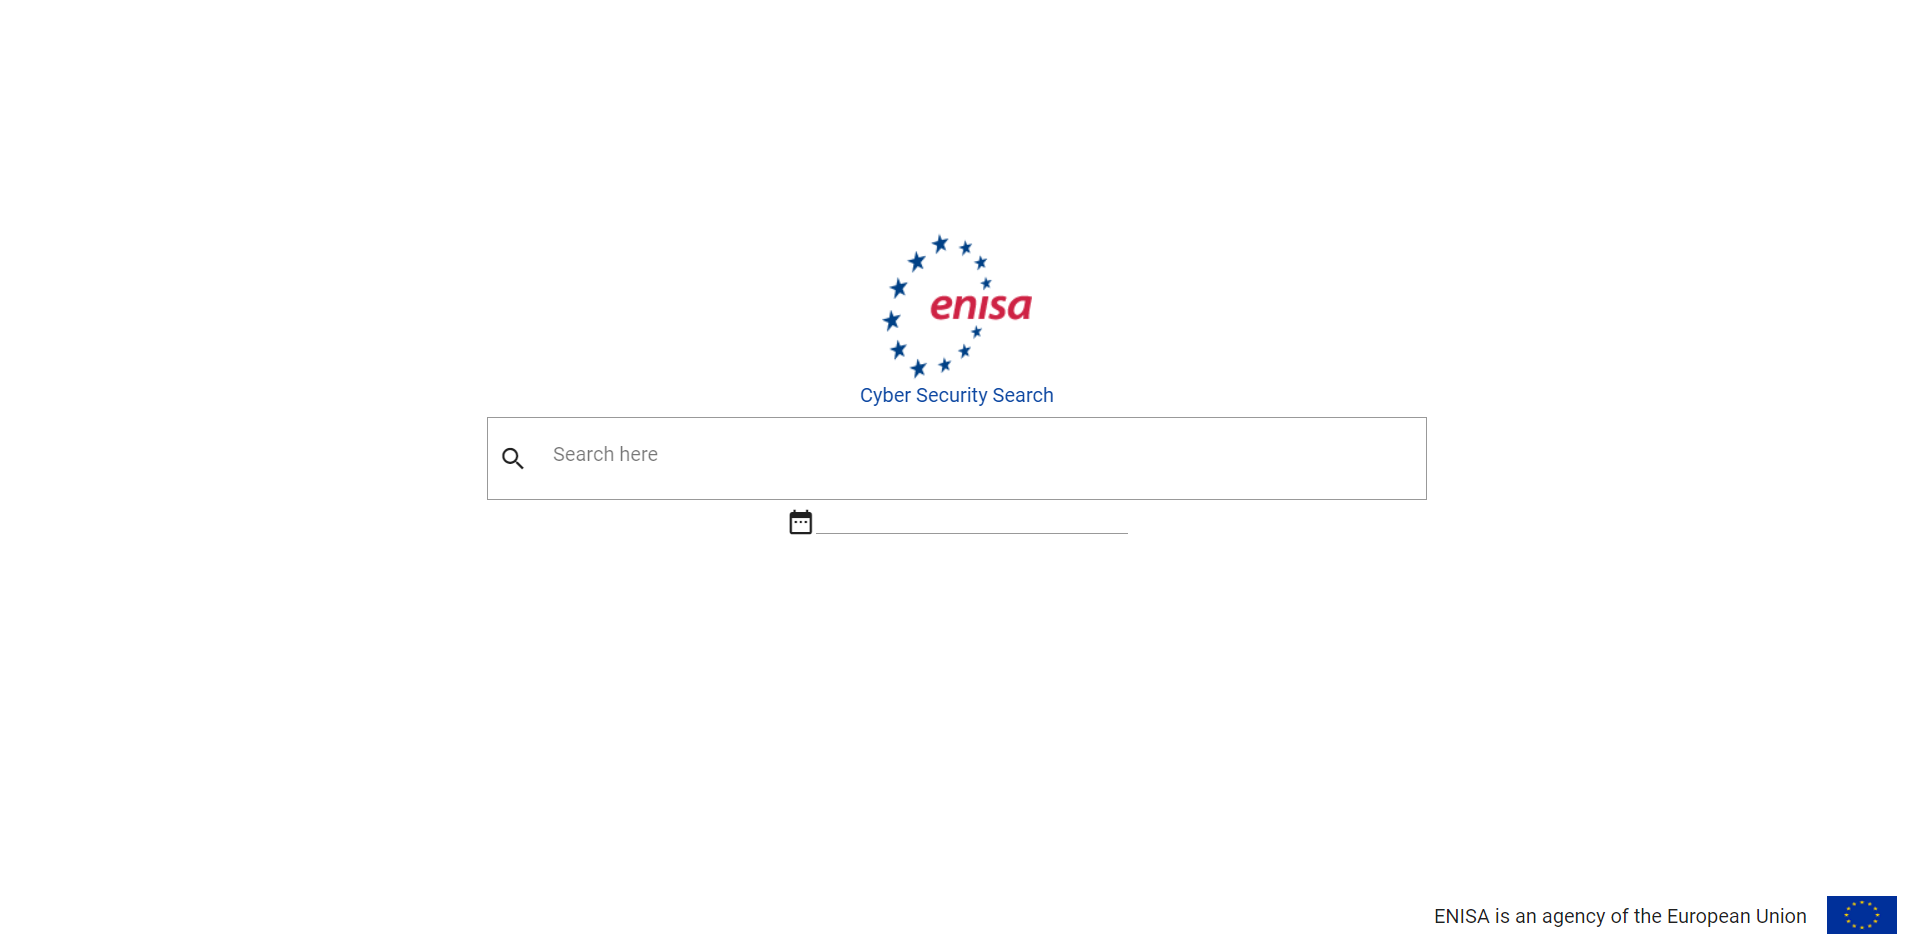 enisa
Cyber Security Search
Search here
ENISA is an agency of the European Union